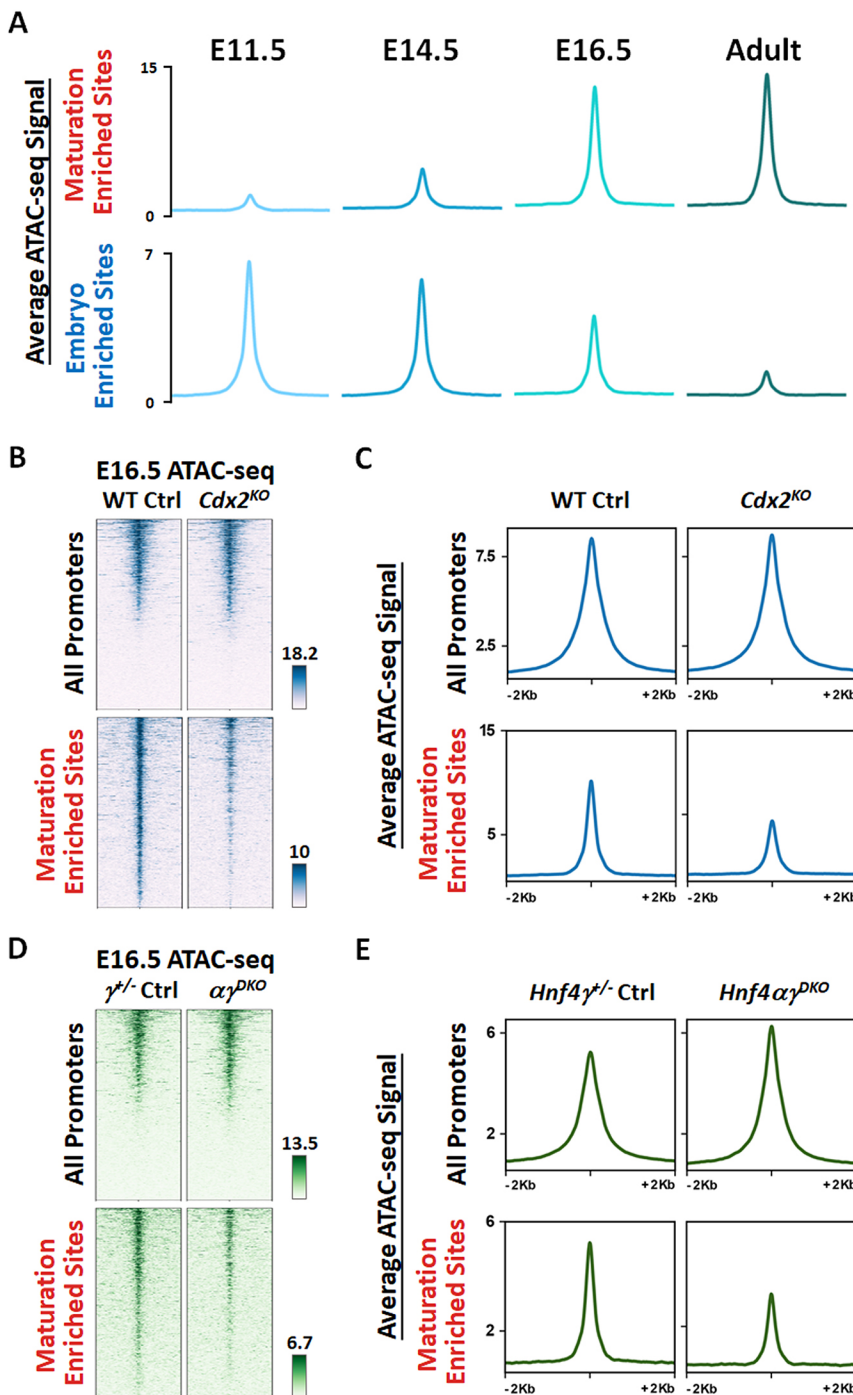 A
E11.5 E14.5 E16.5 Adult
Average ATAC-seq Signal
Maturation
Enriched Sites
15
0
Embryo
Enriched Sites
7
0
B
E16.5 ATAC-seq
WT Ctrl Cdx2KO
All Promoters
18.2
Maturation
Enriched Sites
10
C
WT Ctrl Cdx2KO
Average ATAC-seq Signal
All Promoters
7.5
2.5
-2Kb +2Kb -2Kb +2Kb
Maturation
Enriched Sites
15
5
-2Kb +2Kb -2Kb +2Kb
D
E16.5 ATAC-seq
γ+/- Ctrl αγDKO
All Promoters
13.5
Maturation
Enriched Sites
6.7
E
Hnf4γ+/- Ctrl Hnf4αγDKO
Average ATAC-seq Signal
All Promoters
6
2
-2Kb +2Kb -2Kb +2Kb
Maturation
Enriched Sites
6
2
-2Kb +2Kb -2Kb +2Kb